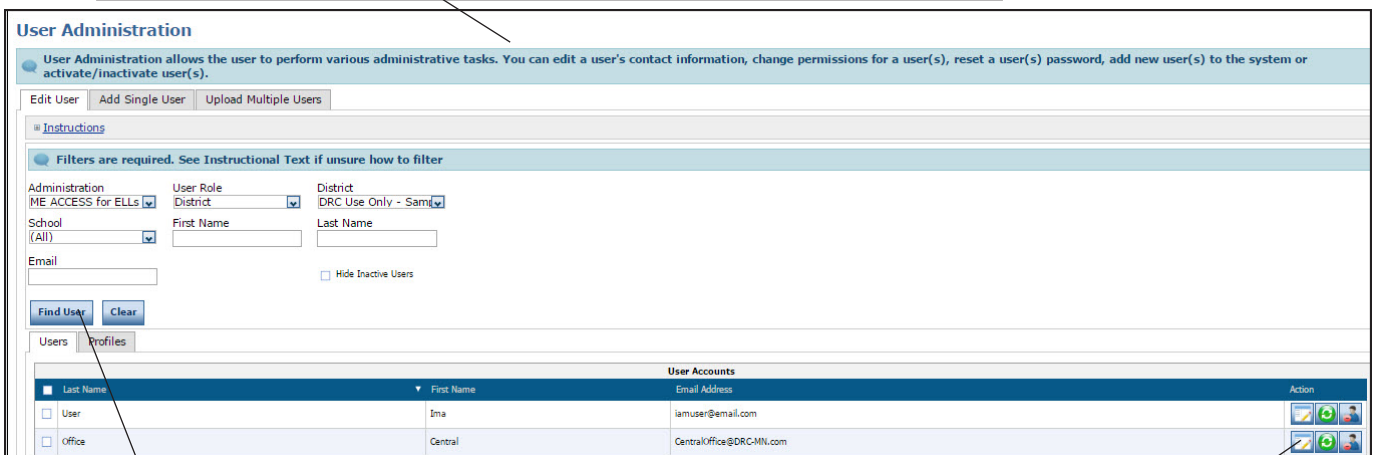 User Administration
User Administration allows the user to perform various administrative tasks. You can edit a user's contact information, change permissions for a user(s), reset a user(s) password, add new user(s) to the system or
activate/inactivate user(s).
Edit User Add Single User Upload Multiple Users
Instructions
Filters are required. See Instructional Text if unsure how to filter
Administration User Role District
ME ACCESS for ELLs District DRC Use Only - Sam
School First Name Last Name
(All)
Email
Hide Inactive Users
Find User Clear
Users Profiles
User Accounts
Last Name First Name Email Address Action
User Ima iamuser@email.com
Office Central CentralOffice@DRC-MN.com